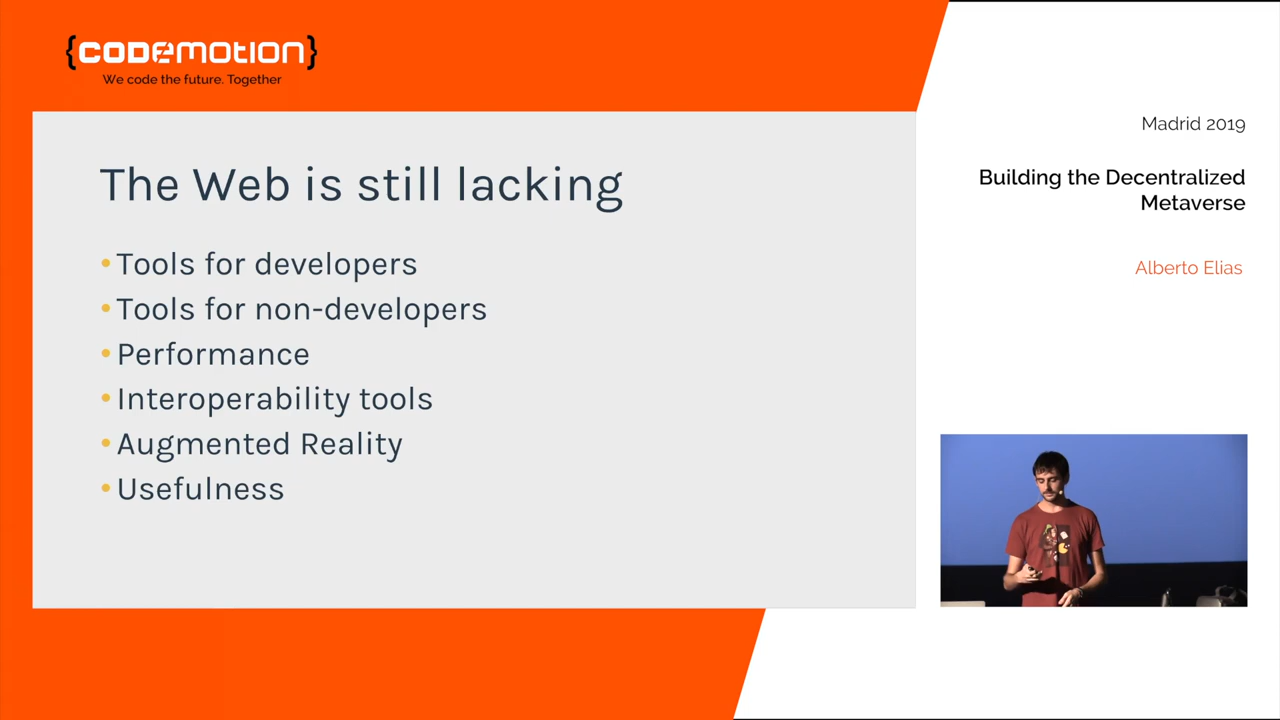 {CODEMOTION}
We code the future. Together
The Web is still lacking
• Tools for developers
• Tools for non-developers
• Performance
• Interoperability tools
• Augmented Reality
• Usefulness
Madrid 2019
Building the Decentralized
Metaverse
Alberto Elias